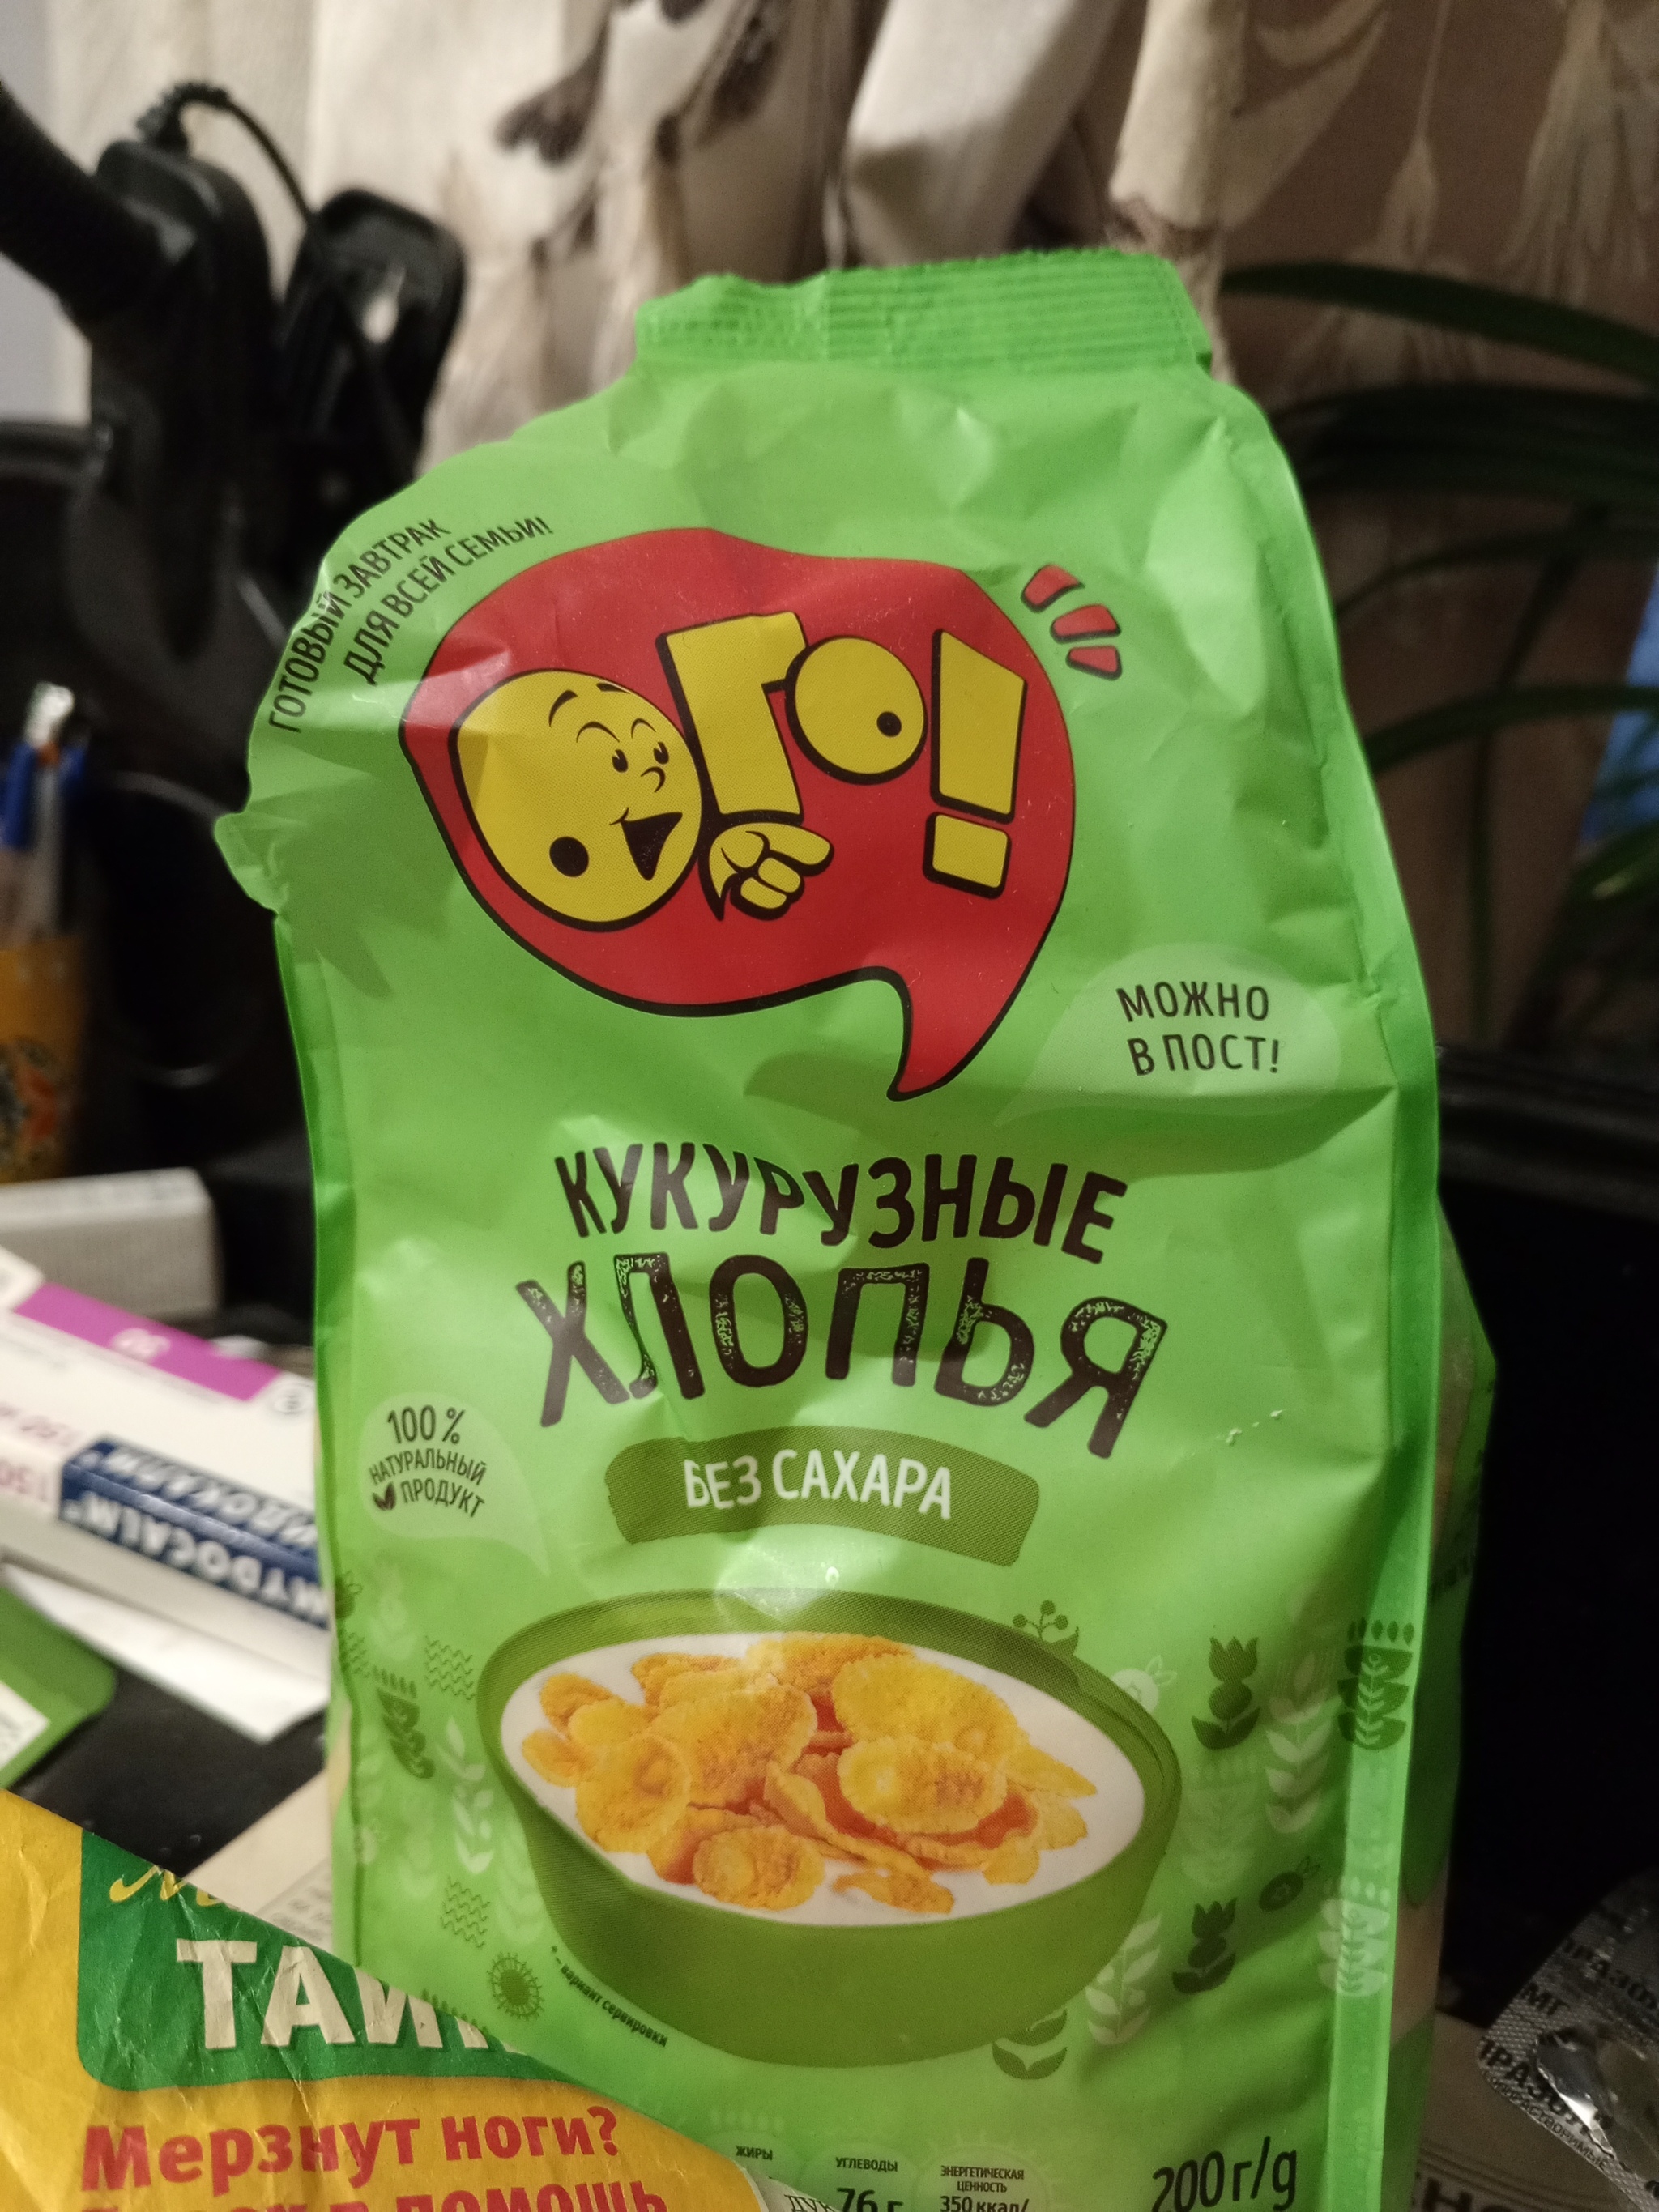 ГОТОВЫЙ ЗАВТРАК
ДЛЯ ВСЕЙ СЕМЬИ!
ОГО!
МОЖНО
В ПОСТ!
КУКУРУЗНЫЕ
ХЛОПЬЯ
БЕЗ САХАРА
100%
НАТУРАЛЬНЫЙ
ПРОДУКТ
* – вариант сервировки
ЖИРЫ
УГЛЕВОДЫ
76 г
ЭНЕРГЕТИЧЕСКАЯ
ЦЕННОСТЬ
350 ккал/
200 г/g
Мерзнут ноги?
в помощь